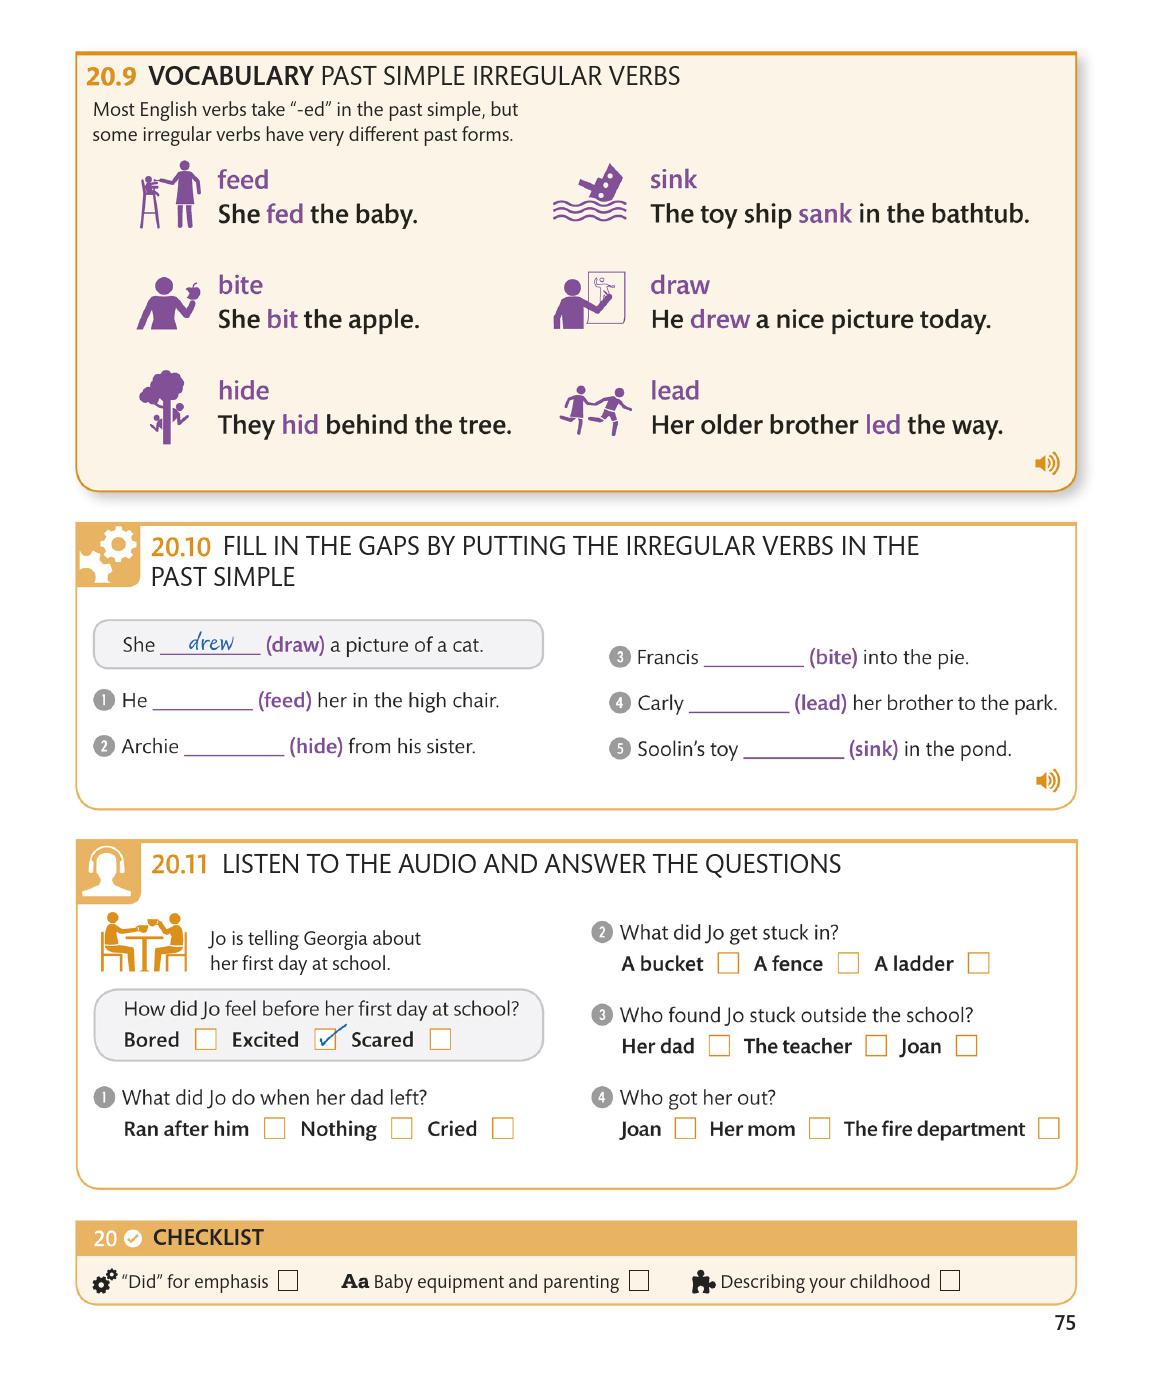 20.9 VOCABULARY PAST SIMPLE IRREGULAR VERBS
Most English verbs take “-ed” in the past simple, but
some irregular verbs have very different past forms.
feed
She fed the baby.
sink
The toy ship sank in the bathtub.
bite
She bit the apple.
draw
He drew a nice picture today.
hide
They hid behind the tree.
lead
Her older brother led the way.
20.10 FILL IN THE GAPS BY PUTTING THE IRREGULAR VERBS IN THE
PAST SIMPLE
She drew (draw) a picture of a cat.
1 He __________ (feed) her in the high chair.
2 Archie __________ (hide) from his sister.
3 Francis __________ (bite) into the pie.
4 Carly __________ (lead) her brother to the park.
5 Soolin’s toy __________ (sink) in the pond.
20.11 LISTEN TO THE AUDIO AND ANSWER THE QUESTIONS
Jo is telling Georgia about
her first day at school.
How did Jo feel before her first day at school?
Bored Excited Scared
1 What did Jo do when her dad left?
Ran after him Nothing Cried
2 What did Jo get stuck in?
A bucket A fence A ladder
3 Who found Jo stuck outside the school?
Her dad The teacher Joan
4 Who got her out?
Joan Her mom The fire department
20 CHECKLIST
“Did” for emphasis Aa Baby equipment and parenting Describing your childhood
75